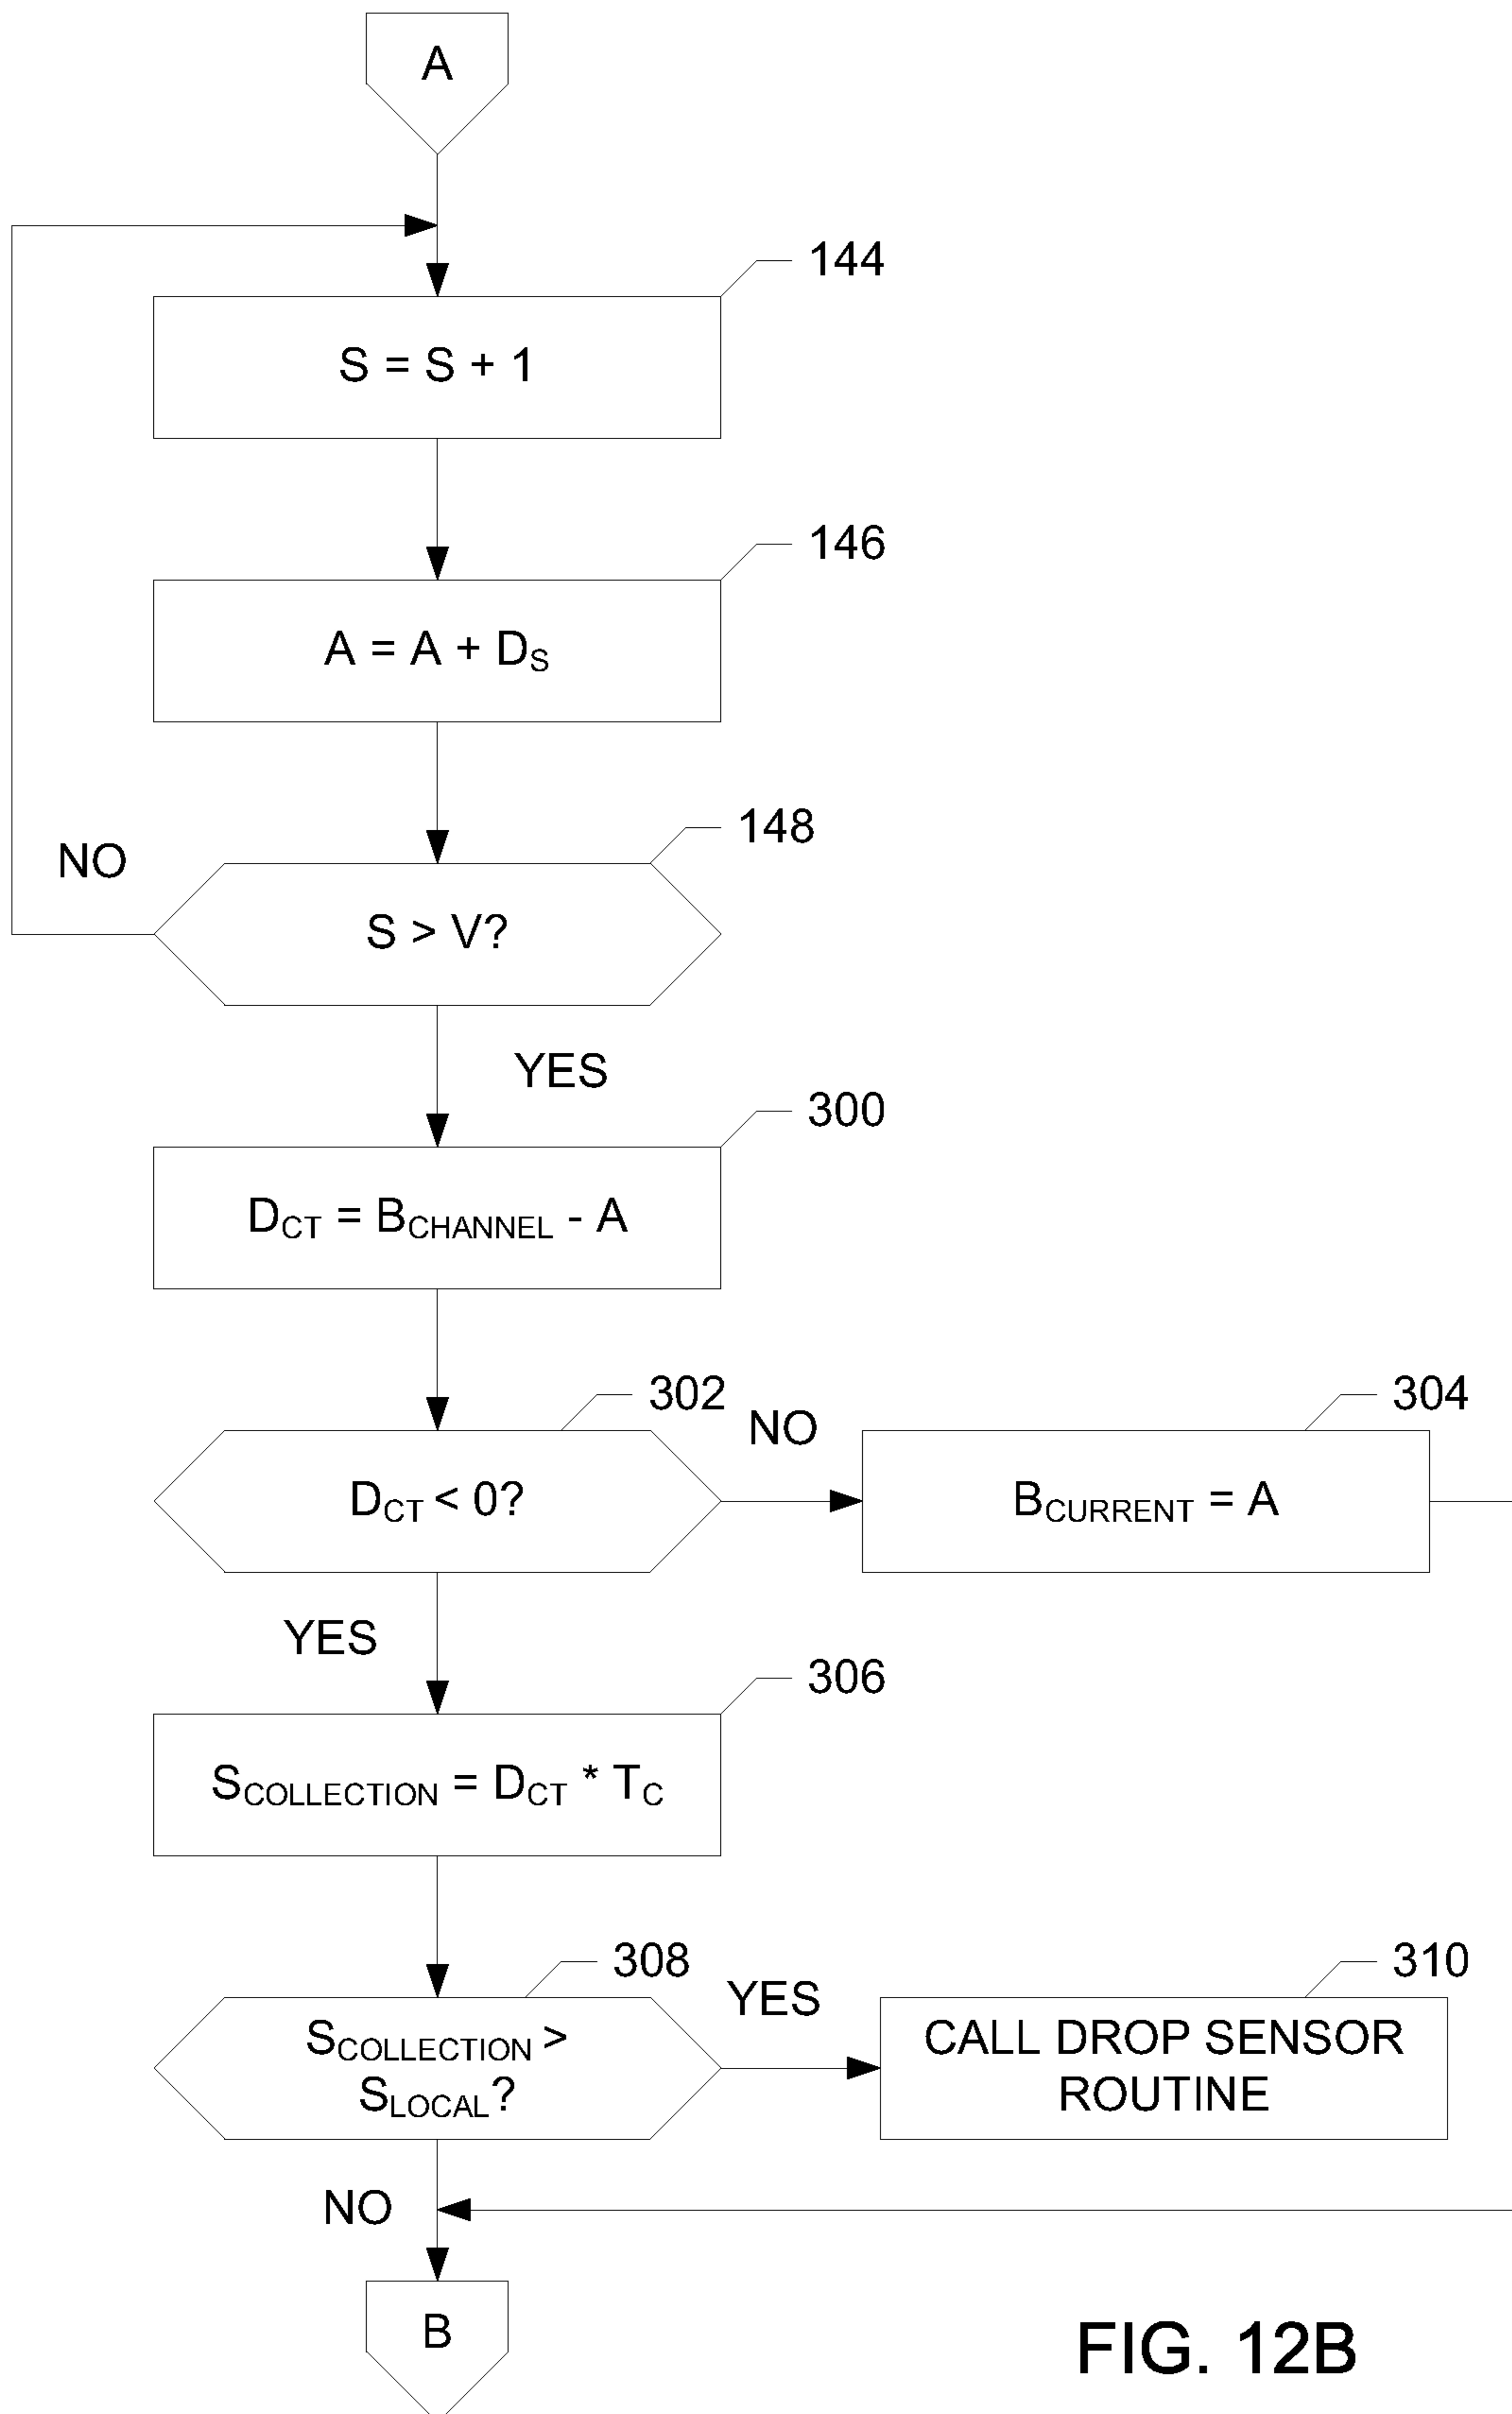 A
144
S = S + 1
146
A = A + DS
148
NO
S > V?
YES
300
DCT = BCHANNEL - A
302
NO
304
DCT < 0?
BCURRENT = A
YES
306
SCOLLECTION = DCT * TC
308
YES
310
SCOLLECTION >
SLOCAL?
CALL DROP SENSOR
ROUTINE
NO
B
FIG. 12B